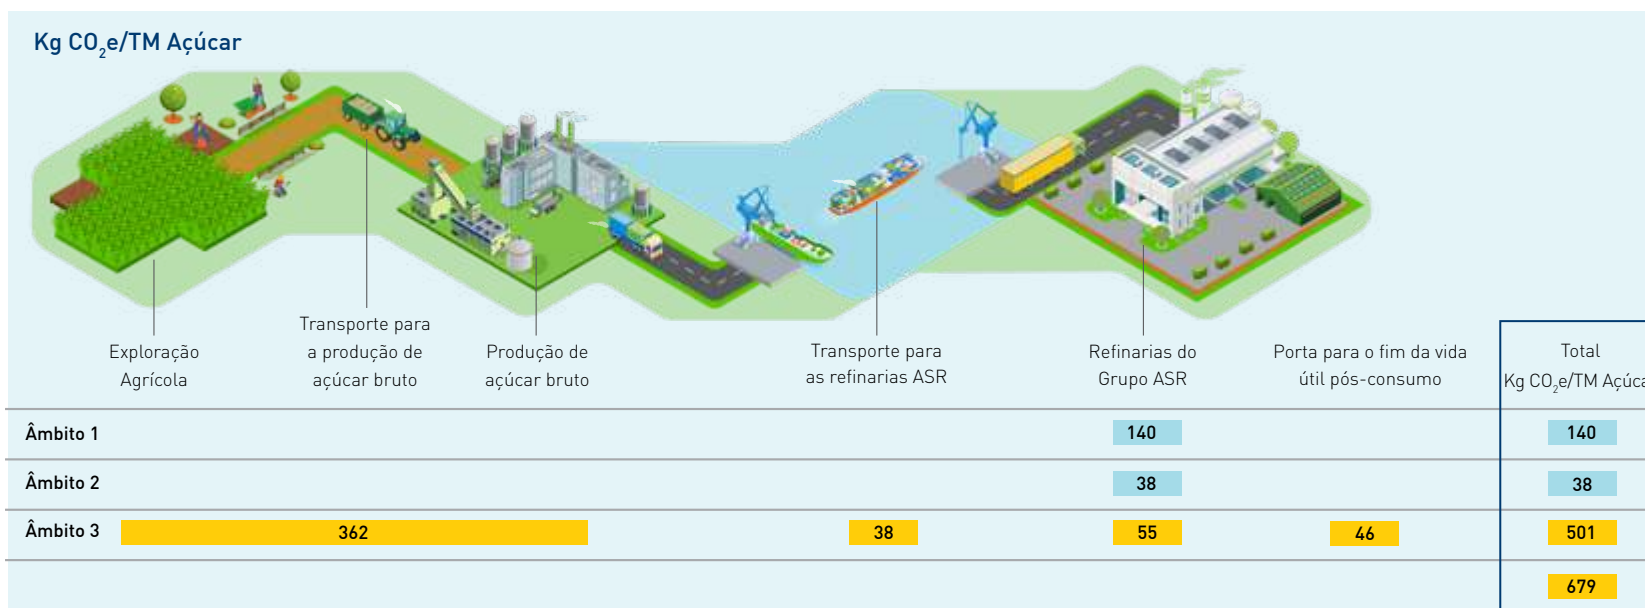 Kg CO₂e/TM Açúcar
Exploração
Agrícola
Transporte para
a produção de
açúcar bruto
Produção de
açúcar bruto
Transporte para
as refinarias ASR
Refinarias do
Grupo ASR
Porta para o fim da vida
útil pós-consumo
Total
Kg CO₂e/TM Açúca
Âmbito 1 140 140
Âmbito 2 38 38
Âmbito 3 362 38 55 46 501
679